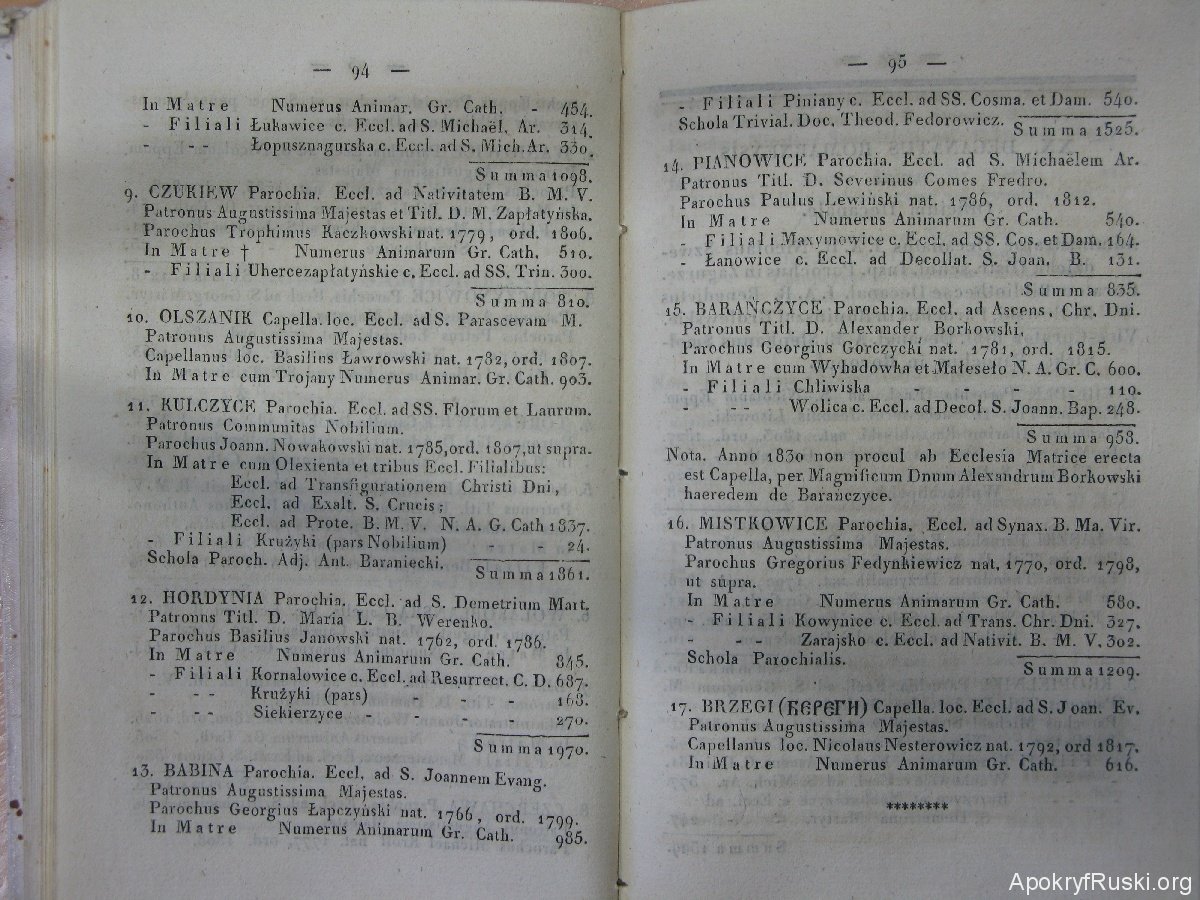 — 94 —
In Matre Numerus Animar. Gr. Cath. - 454.
- Filiali Łukawice c. Eccl. ad S. Michaël. Ar. 314.
- - - Łopusznagurska c. Eccl. ad S. Mich. Ar. 330.
Summa 1098.
9. CZUKIEW Parochia. Eccl. ad Nativitatem B. M. V.
Patronus Augustissima Majestas et Titl. D. M. Zapłatyńska.
Parochus Trophimus Kaczkowski nat. 1779, ord. 1806.
In Matre † Numerus Animarum Gr. Cath. 510.
- Filiali Uhercezapłatyńskie c. Eccl. ad SS. Trin. 300.
Summa 810.
10. OLSZANIK Capella. loc. Eccl. ad S. Parascevam M.
Patronus Augustissima Majestas.
Capellanus loc. Basilius Ławrowski nat. 1782, ord. 1807.
In Matre cum Trojany Numerus Animar. Gr. Cath. 903.
11. KULCZYCE Parochia. Eccl. ad SS. Florum et Laurum.
Patronus Communitas Nobilium.
Parochus Joann. Nowakowski nat. 1785, ord. 1807, ut supra.
In Matre cum Olexienta et tribus Eccl. Filialibus:
Eccl. ad Transfigurationem Christi Dni,
Eccl. ad Exalt. S. Crucis;
Eccl. ad Prote. B. M. V. N. A. G. Cath 1837.
- Filiali Krużyki (pars Nobilium) - - 24.
Schola Paroch. Adj. Ant. Baraniecki.
Summa 1861.
12. HORDYNIA Parochia. Eccl. ad S. Demetrium Mart.
Patronus Titl. D. Maria L. B. Werenko.
Parochus Basilius Janowski nat. 1762, ord. 1786.
In Matre Numerus Animarum Gr. Cath. 845.
- Filiali Kornalowice c. Eccl. ad Resurrect. C. D. 687.
- - - Krużyki (pars) - - - 168.
- - - Siekierzyce - - - - 270.
Summa 1970.
13. BABINA Parochia. Eccl. ad S. Joannem Evang.
Patronus Augustissima Majestas.
Parochus Georgius Łapczyński nat. 1766, ord. 1799.
In Matre Numerus Animarum Gr. Cath. 985.
— 95 —
- Filiali Piniany c. Eccl. ad SS. Cosma. et Dam. 540.
Schola Trivial. Doc. Theod. Fedorowicz.
Summa 1525.
14. PIANOWICE Parochia. Eccl. ad S. Michaëlem Ar.
Patronus Titl. D. Severinus Comes Fredro.
Parochus Paulus Lewiński nat. 1786, ord. 1812.
In Matre Numerus Animarum Gr. Cath. 540.
- Filiali Maxymowice c. Eccl. ad SS. Cos. et Dam. 164.
- Łanowice c. Eccl. ad Decollat. S. Joan. B. 131.
Summa 835.
15. BARAŃCZYCE Parochia. Eccl. ad Ascens. Chr. Dni.
Patronus Titl. D. Alexander Borkowski.
Parochus Georgius Gorczycki nat. 1781, ord. 1815.
In Matre cum Wyhadowka et Małeseło N. A. Gr. C. 600.
- Filiali Chliwiska - - - - 110.
- - - Wolica c. Eccl. ad Decol. S. Joann. Bap. 248.
Summa 958.
Nota. Anno 1830 non procul ab Ecclesia Matrice erecta
est Capella, per Magnificum Dnum Alexandrum Borkowski
haeredem de Barańczyce.
16. MISTKOWICE Parochia. Eccl. ad Synax. B. Ma. Vir.
Patronus Augustissima Majestas.
Parochus Gregorius Fedynkiewicz nat. 1770, ord. 1798,
ut supra.
In Matre Numerus Animarum Gr. Cath. 580.
- Filiali Kowynice c. Eccl. ad Trans. Chr. Dni. 327.
- - - Zarajsko c. Eccl. ad Nativit. B. M. V. 302.
Schola Parochialis.
Summa 1209.
17. BRZEGI (БЕРЕГИ) Capella. loc. Eccl. ad S. Joan. Ev.
Patronus Augustissima Majestas.
Capellanus loc. Nicolaus Nesterowicz nat. 1792, ord 1817.
In Matre Numerus Animarum Gr. Cath. 616.
********
ApokryfRuski.org